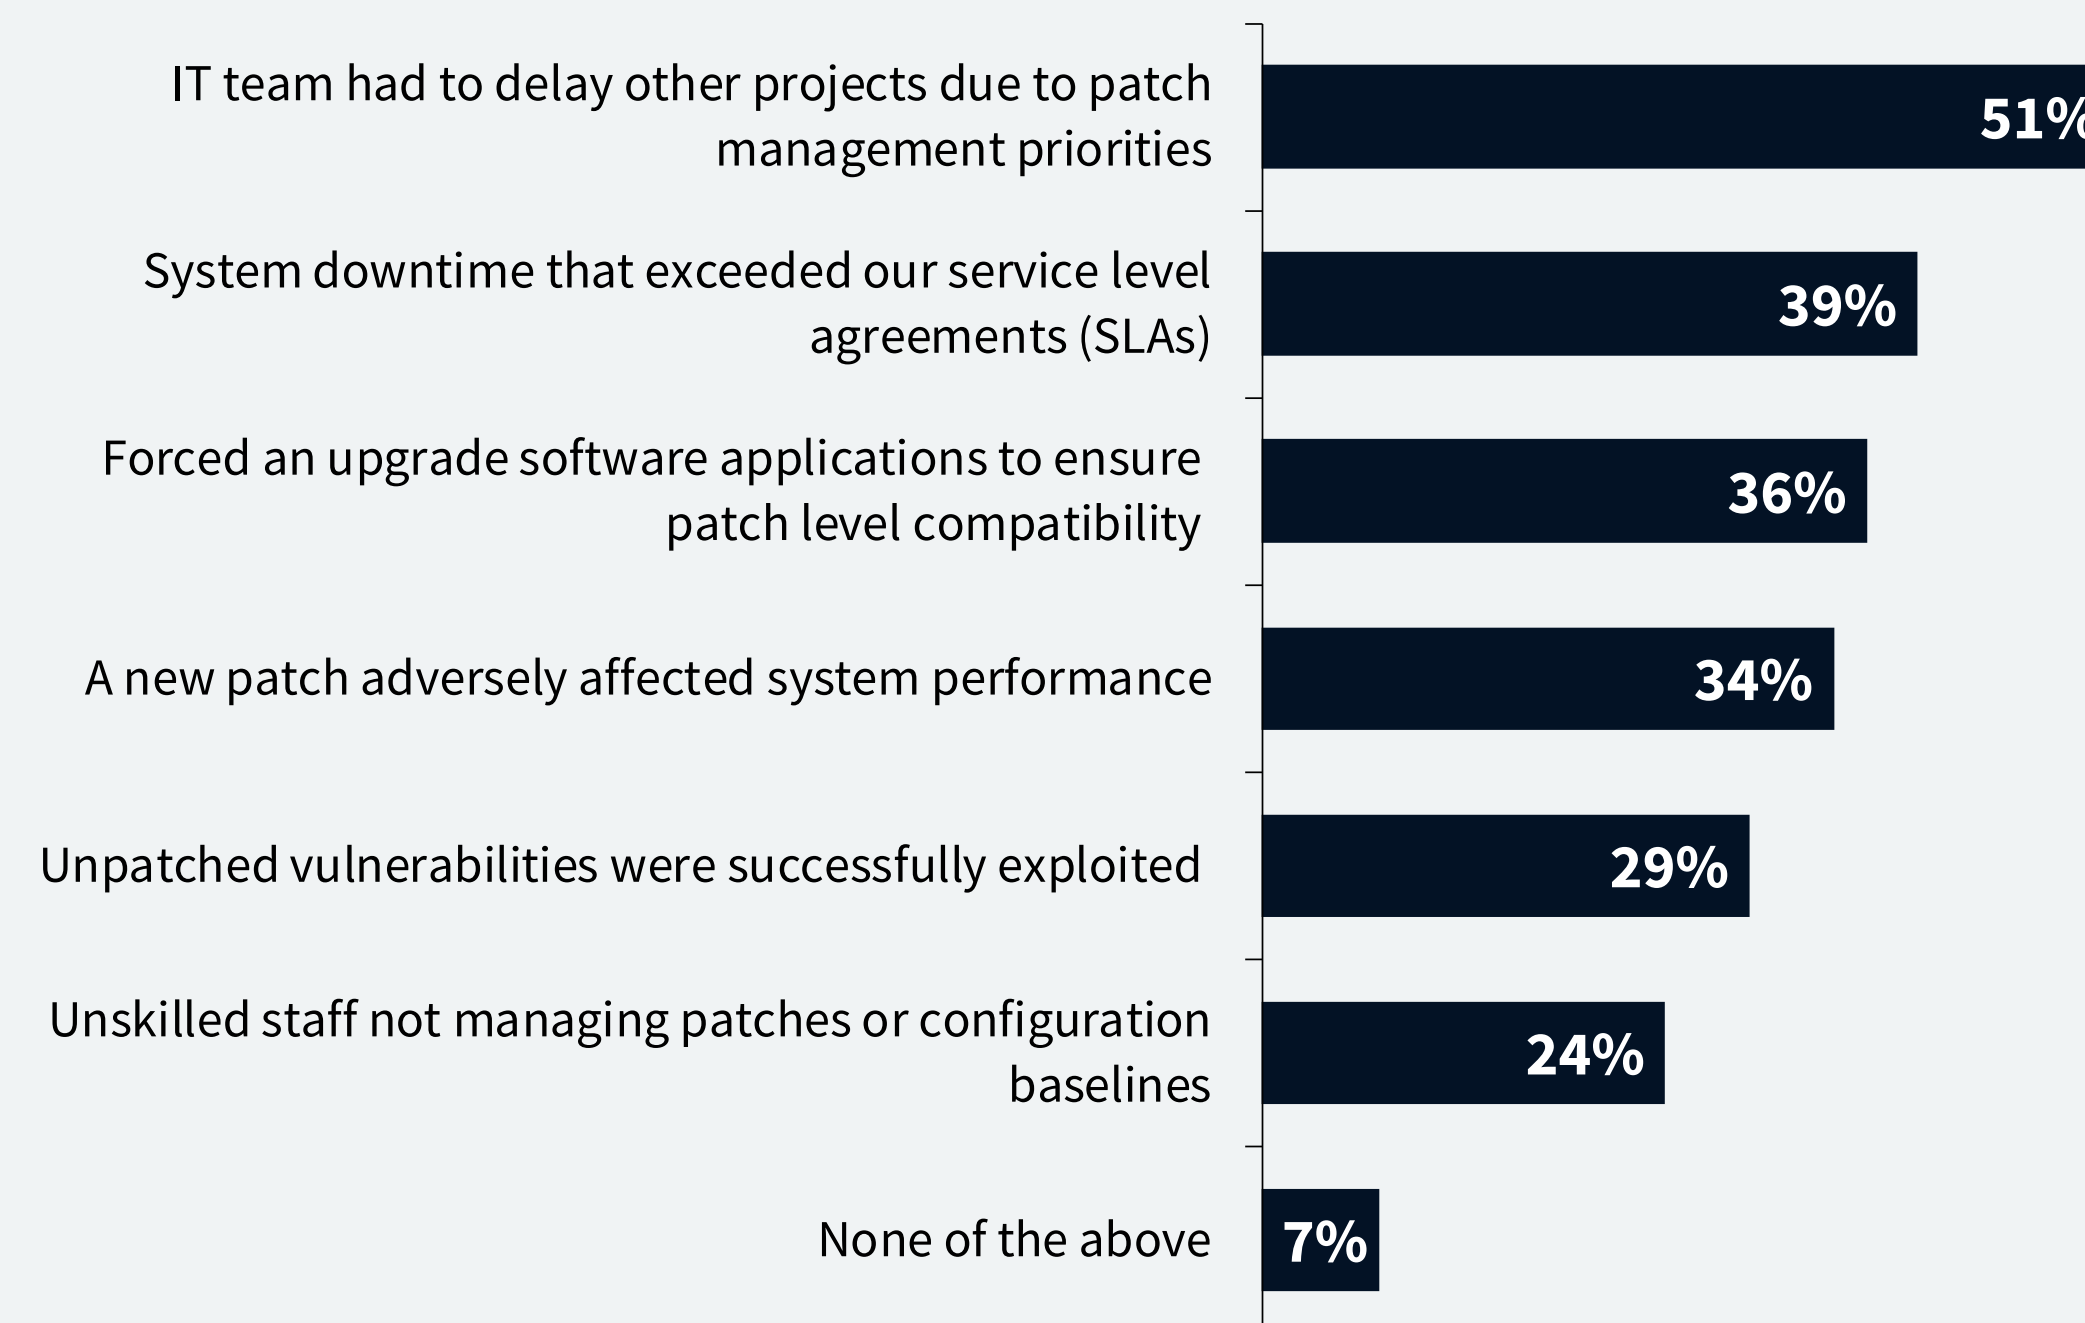 IT team had to delay other projects due to patch
management priorities
51%
System downtime that exceeded our service level
agreements (SLAs)
39%
Forced an upgrade software applications to ensure
patch level compatibility
36%
A new patch adversely affected system performance
34%
Unpatched vulnerabilities were successfully exploited
29%
Unskilled staff not managing patches or configuration
baselines
24%
None of the above
7%